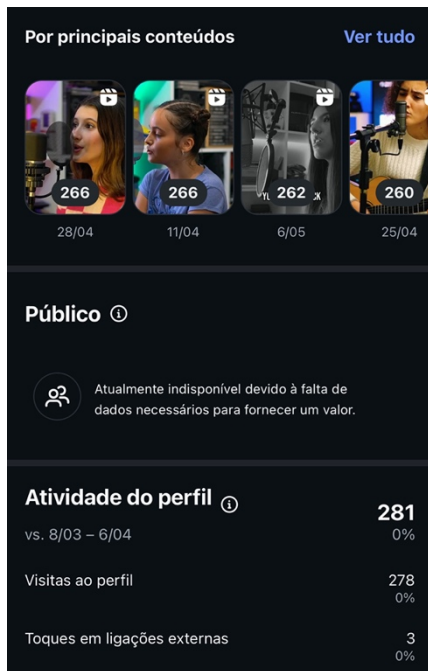 Por principais conteúdos Ver tudo
266 266 262 260
28/04 11/04 6/05 25/04
Público
Atualmente indisponível devido à falta de
dados necessários para fornecer um valor.
Atividade do perfil 281
vs. 8/03 – 6/04 0%
Visitas ao perfil 278
0%
Toques em ligações externas 3
0%